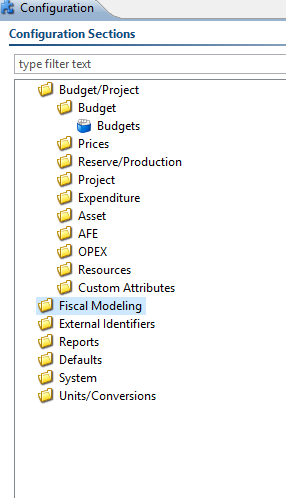 Configuration
Configuration Sections
type filter text
Budget/Project
Budget
Budgets
Prices
Reserve/Production
Project
Expenditure
Asset
AFE
OPEX
Resources
Custom Attributes
Fiscal Modeling
External Identifiers
Reports
Defaults
System
Units/Conversions